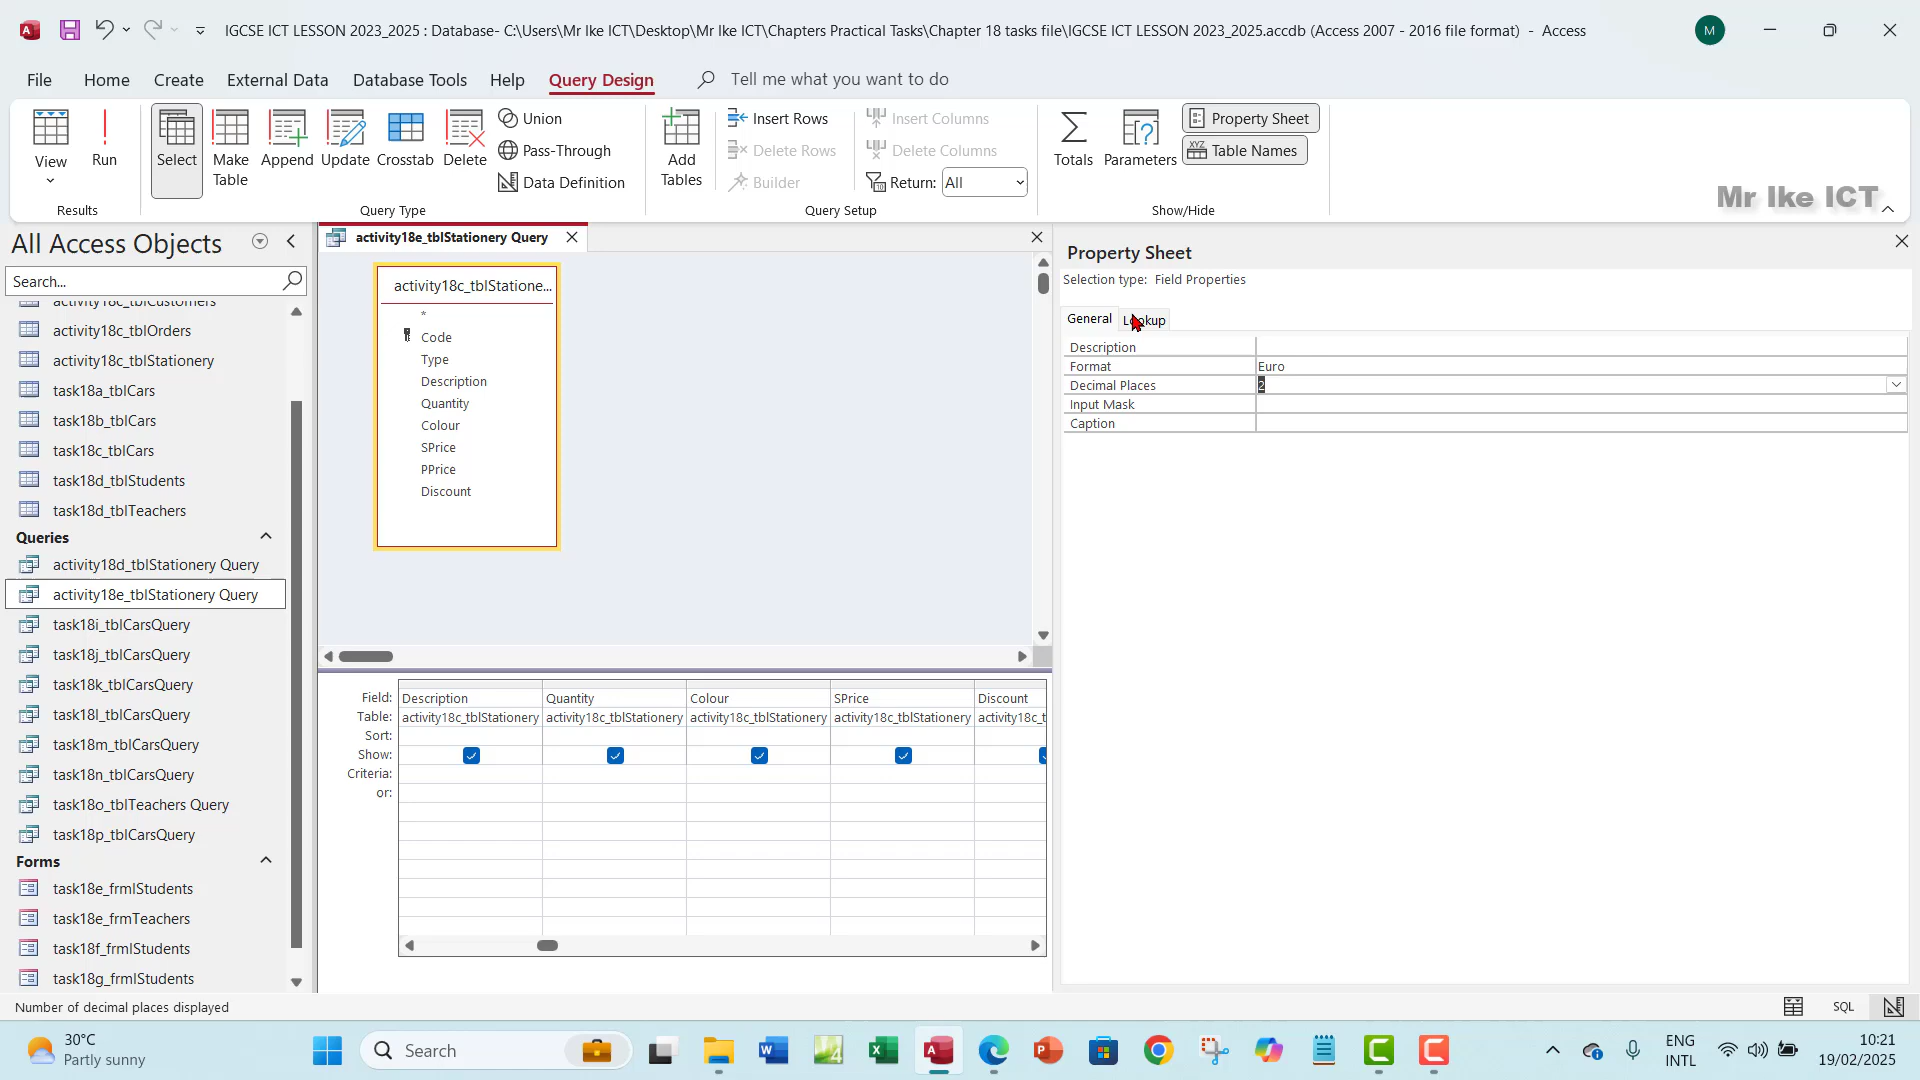 IGCSE ICT LESSON 2023_2025 : Database- C:\Users\Mr Ike ICT\Desktop\Mr Ike ICT\Chapters Practical Tasks\Chapter 18 tasks file\IGCSE ICT LESSON 2023_2025.accdb (Access 2007 - 2016 file format) - Access
M
File Home Create External Data Database Tools Help Query Design Tell me what you want to do
View
Run
Results
Select
Make Table
Append
Update
Crosstab
Delete
Union
Pass-Through
Data Definition
Query Type
Add Tables
Insert Rows
Delete Rows
Builder
Insert Columns
Delete Columns
Return: All
Query Setup
Totals
Parameters
Property Sheet
XYZ Table Names
Show/Hide
Mr Ike ICT
All Access Objects
Search...
activity18c_tblCustomers
activity18c_tblOrders
activity18c_tblStationery
task18a_tblCars
task18b_tblCars
task18c_tblCars
task18d_tblStudents
task18d_tblTeachers
Queries
activity18d_tblStationery Query
activity18e_tblStationery Query
task18i_tblCarsQuery
task18j_tblCarsQuery
task18k_tblCarsQuery
task18l_tblCarsQuery
task18m_tblCarsQuery
task18n_tblCarsQuery
task18o_tblTeachers Query
task18p_tblCarsQuery
Forms
task18e_frmlStudents
task18e_frmTeachers
task18f_frmlStudents
task18g_frmlStudents
activity18e_tblStationery Query
activity18c_tblStatione...
*
Code
Type
Description
Quantity
Colour
SPrice
PPrice
Discount
Field: Description Quantity Colour SPrice Discount
Table: activity18c_tblStationery activity18c_tblStationery activity18c_tblStationery activity18c_tblStationery activity18c_t
Sort:
Show:
Criteria:
or:
Property Sheet
Selection type: Field Properties
General Lookup
Description
Format Euro
Decimal Places 2
Input Mask
Caption
Number of decimal places displayed
SQL
30°C
Partly sunny
Search
ENG
INTL
10:21
19/02/2025